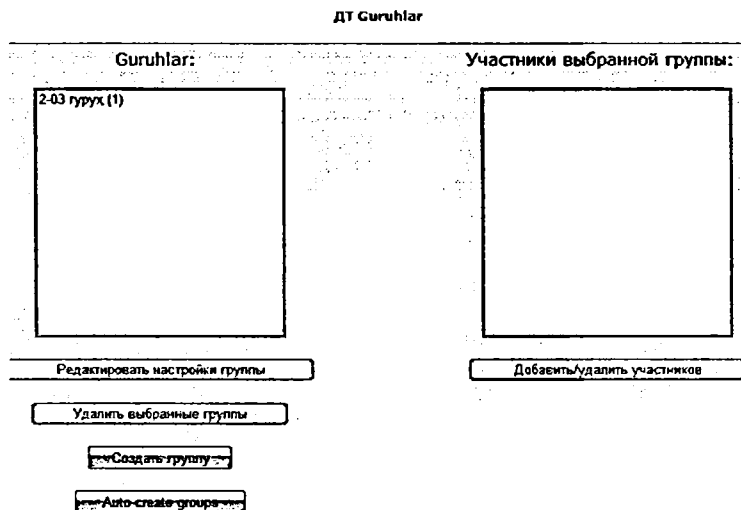 ДТ Guruhlar
Guruhlar:
Участники выбранной группы:
2-03 гурух (1)
Редактировать настройки группы
Добавить/удалить участников
Удалить выбранные группы
Создать группу
Auto-create groups